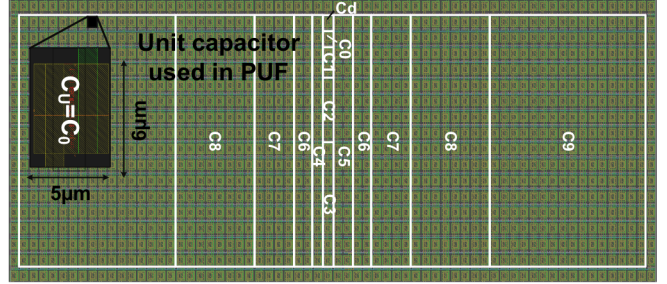 Cd
Unit capacitor
used in PUF
C0
C1
CU=C0
6μm
5μm
C8
C7
C6
C4
C2
C3
C5
C6
C7
C8
C9